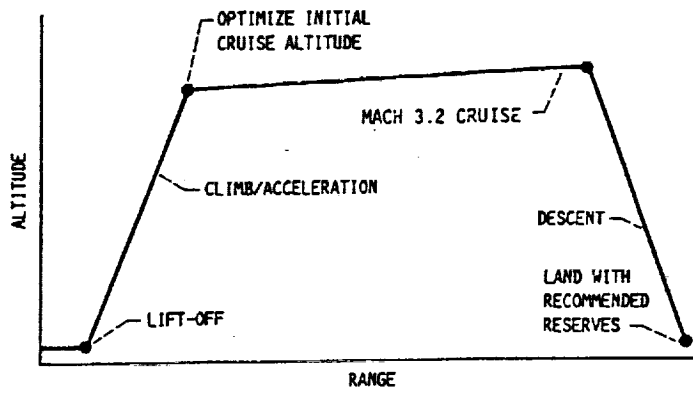 OPTIMIZE INITIAL
CRUISE ALTITUDE
MACH 3.2 CRUISE
ALTITUDE
CLIMB/ACCELERATION
DESCENT
LAND WITH
RECOMMENDED
RESERVES
LIFT-OFF
RANGE